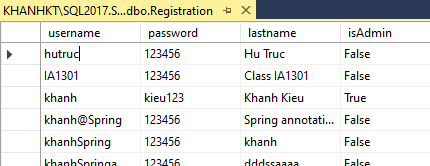 KHANHKT\SQL2017.S...dbo.Registration
username password lastname isAdmin
hutruc 123456 Hu Truc False
IA1301 123456 Class IA1301 False
khanh kieu123 Khanh Kieu True
khanh@Spring 123456 Spring annotati... False
khanhSpring 123456 khanh False
khanhSpringa 123456 dddssaaaa False